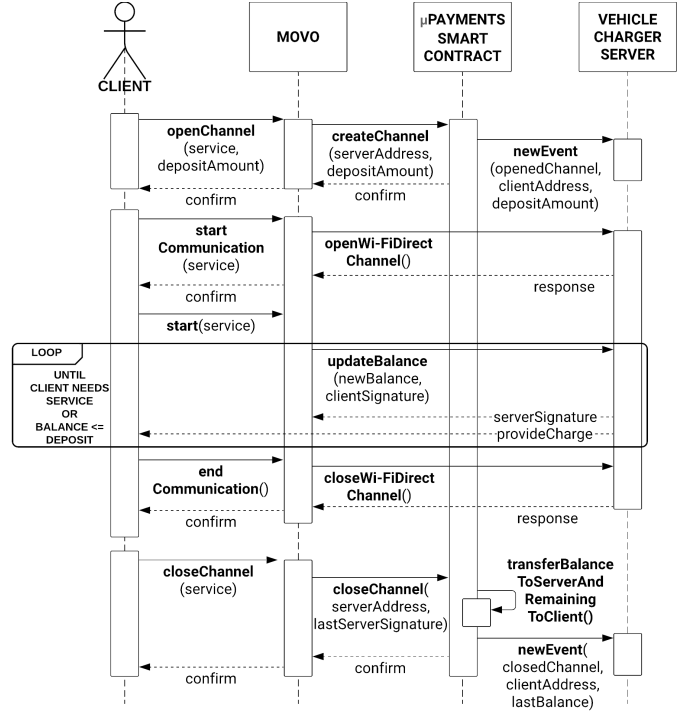 CLIENT
MOVO
µPAYMENTS
SMART
CONTRACT
VEHICLE
CHARGER
SERVER
openChannel
(service,
depositAmount)
confirm
createChannel
(serverAddress,
depositAmount)
confirm
newEvent
(openedChannel,
clientAddress,
depositAmount)
start
Communication
(service)
confirm
openWi-FiDirect
Channel()
response
start(service)
LOOP
UNTIL
CLIENT NEEDS
SERVICE
OR
BALANCE <=
DEPOSIT
updateBalance
(newBalance,
clientSignature)
serverSignature
provideCharge
end
Communication()
confirm
closeWi-FiDirect
Channel()
response
closeChannel
(service)
closeChannel(
serverAddress,
lastServerSignature)
transferBalance
ToServerAnd
Remaining
ToClient()
newEvent(
closedChannel,
clientAddress,
lastBalance)
confirm
confirm